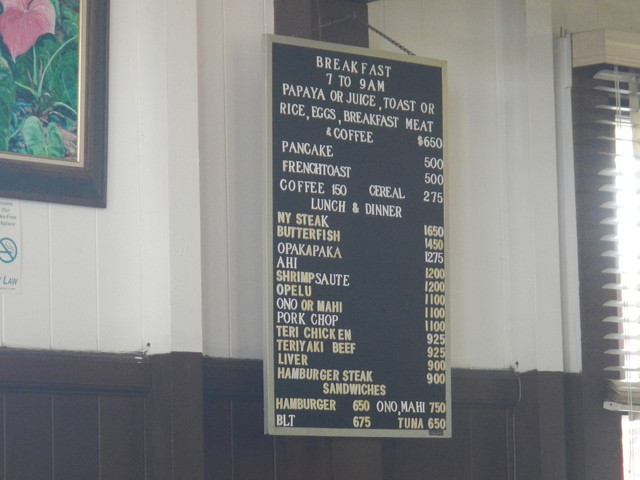 BREAKFAST
7 TO 9AM
PAPAYA OR JUICE, TOAST OR
RICE, EGGS, BREAKFAST MEAT
& COFFEE $650
PANCAKE 500
FRENCHTOAST 500
COFFEE 150 CEREAL 275
LUNCH & DINNER
NY STEAK 1650
BUTTERFISH 1450
OPAKAPAKA 1275
AHI 1200
SHRIMP SAUTE 1200
OPELU 1100
ONO OR MAHI 1100
PORK CHOP 1100
TERI CHICKEN 925
TERIYAKI BEEF 925
LIVER 900
HAMBURGER STEAK 900
SANDWICHES
HAMBURGER 650 ONO, MAHI 750
BLT 675 TUNA 650
LAW